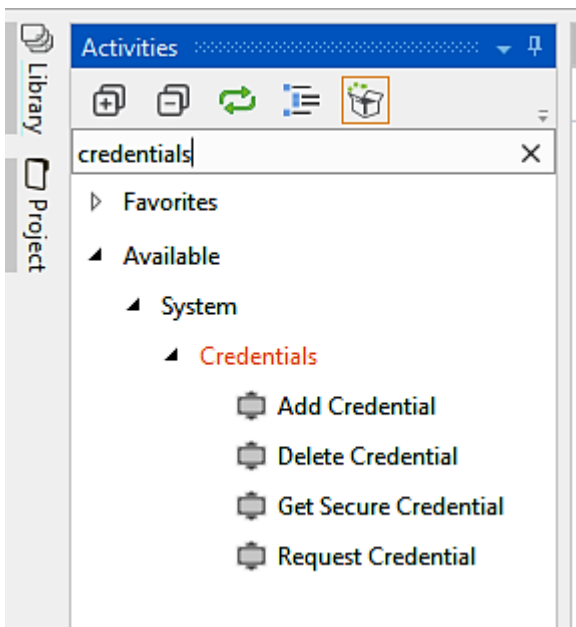 Library
Project
Activities
credentials
Favorites
Available
System
Credentials
Add Credential
Delete Credential
Get Secure Credential
Request Credential